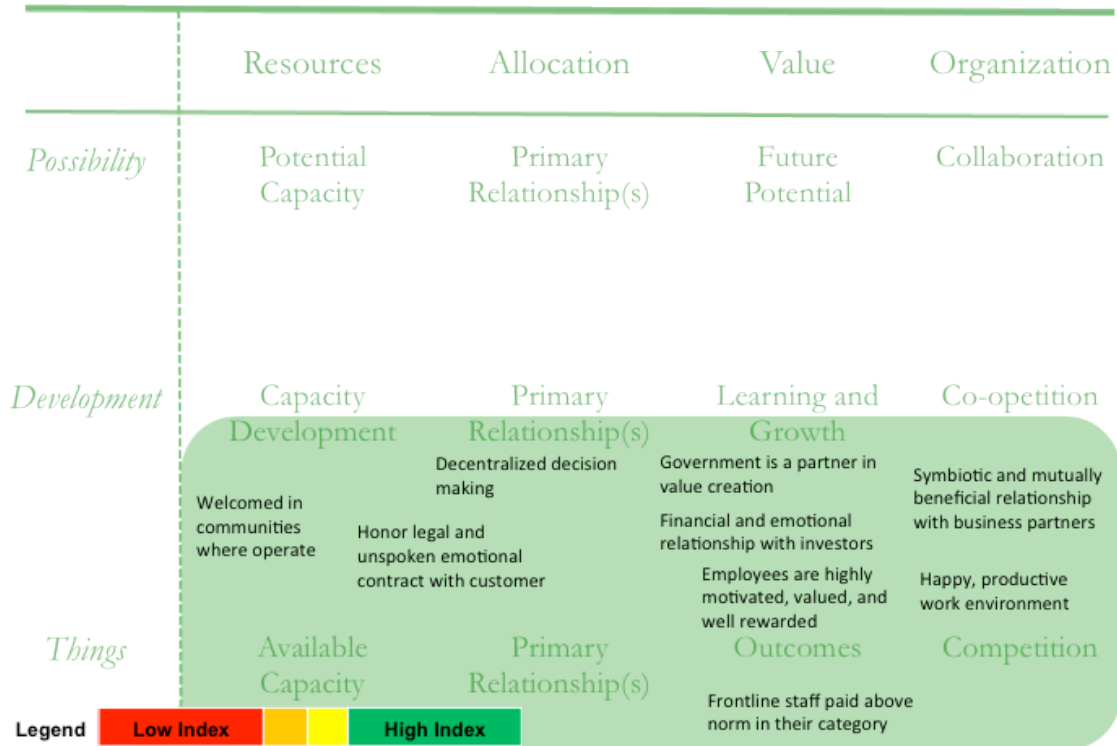 Resources Allocation Value Organization
Possibility Potential Primary Future Collaboration
Capacity Relationship(s) Potential
Development Capacity Primary Learning and Co-opetition
Development Relationship(s) Growth
Decentralized decision
making
Government is a partner in
value creation
Symbiotic and mutually
beneficial relationship
with business partners
Welcomed in
communities
where operate
Honor legal and
unspoken emotional
contract with customer
Financial and emotional
relationship with investors
Employees are highly
motivated, valued, and
well rewarded
Happy, productive
work environment
Things Available Primary Outcomes Competition
Capacity Relationship(s)
Frontline staff paid above
norm in their category
Legend Low Index High Index